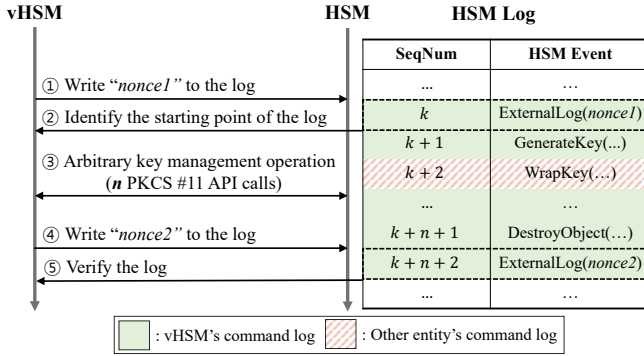 vHSM HSM HSM Log
SeqNum HSM Event
... ...
① Write “nonce1” to the log
② Identify the starting point of the log
k ExternalLog(nonce1)
k + 1 GenerateKey(...)
③ Arbitrary key management operation
(n PKCS #11 API calls)
k + 2 WrapKey(…)
... ...
④ Write “nonce2” to the log
k + n + 1 DestroyObject(…)
⑤ Verify the log
k + n + 2 ExternalLog(nonce2)
... ...
: vHSM’s command log : Other entity’s command log